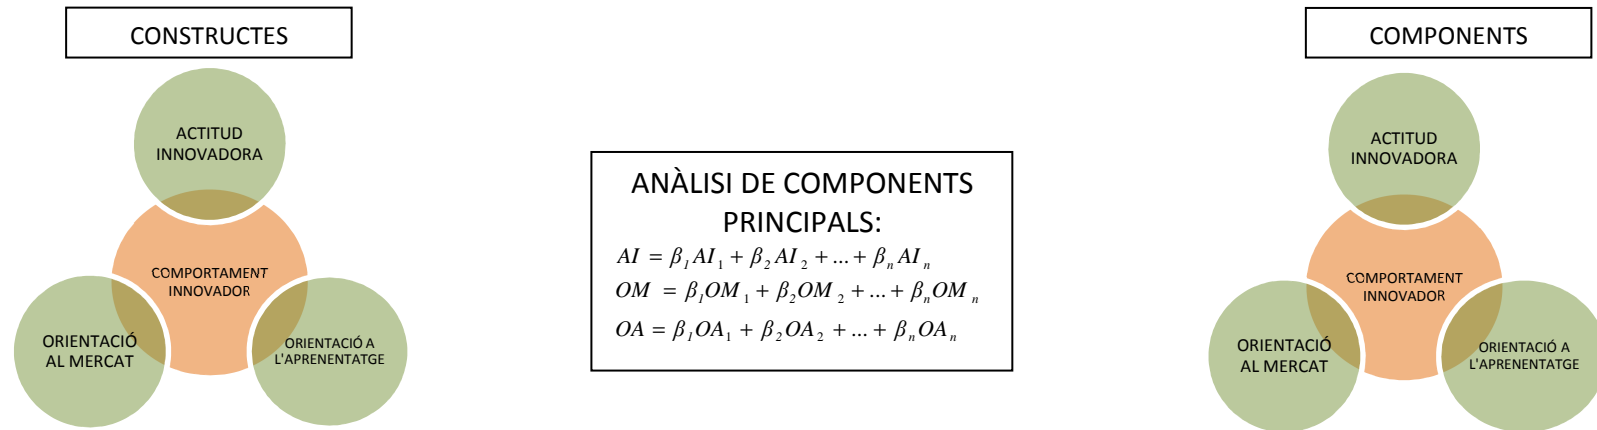 CONSTRUCTES
ACTITUD
INNOVADORA
COMPORTAMENT
INNOVADOR
ORIENTACIÓ
AL MERCAT
ORIENTACIÓ A
L'APRENENTATGE
ANÀLISI DE COMPONENTS
PRINCIPALS:
AI = β₁AI₁ + β₂AI₂ + ... + βₙAIₙ
OM = β₁OM₁ + β₂OM₂ + ... + βₙOMₙ
OA = β₁OA₁ + β₂OA₂ + ... + βₙOAₙ
COMPONENTS
ACTITUD
INNOVADORA
COMPORTAMENT
INNOVADOR
ORIENTACIÓ
AL MERCAT
ORIENTACIÓ A
L'APRENENTATGE